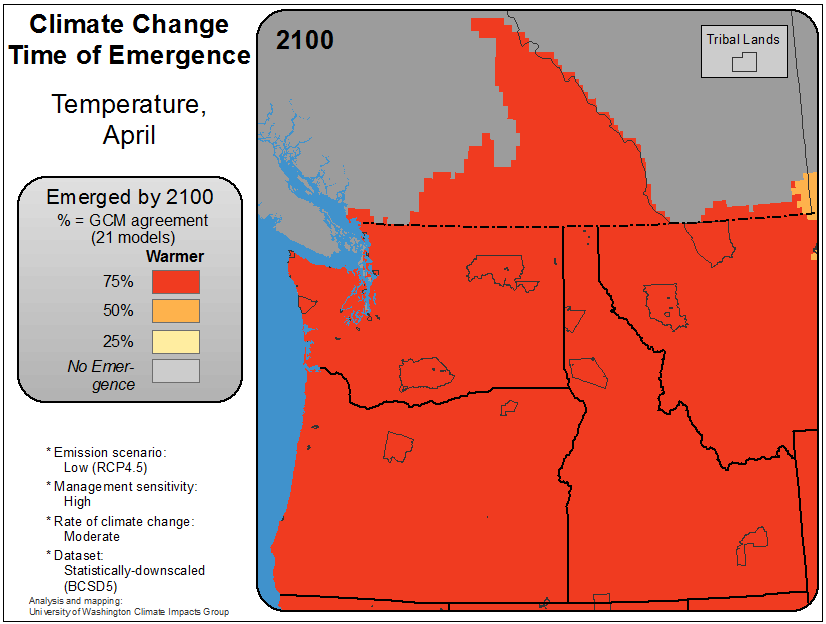 Climate Change
Time of Emergence
Temperature,
April
Emerged by 2100
% = GCM agreement
(21 models)
Warmer
75%
50%
25%
No Emer-
gence
* Emission scenario:
Low (RCP4.5)
* Management sensitivity:
High
* Rate of climate change:
Moderate
* Dataset:
Statistically-downscaled
(BCSD5)
Analysis and mapping:
University of Washington Climate Impacts Group
2100
Tribal Lands